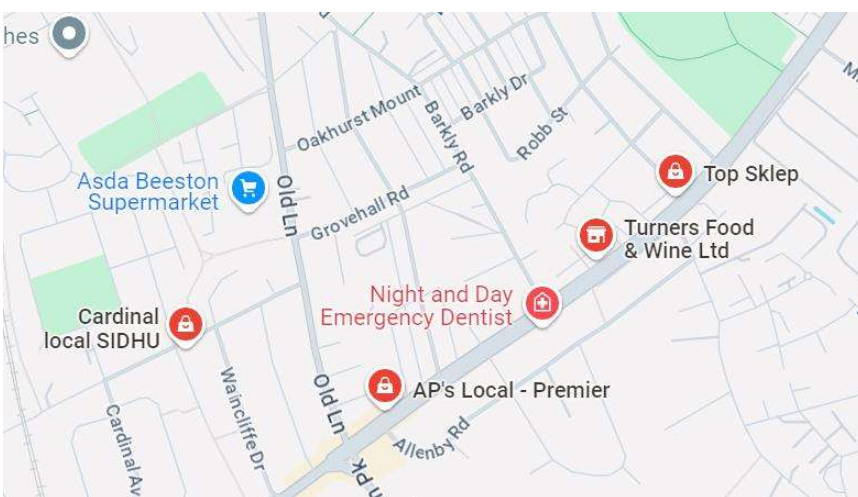 hes
Oakhurst Mount
Barkly Dr
Barkly Rd
Robb St
Asda Beeston
Supermarket
Old Ln
Grovehall Rd
Top Sklep
Turners Food
& Wine Ltd
Night and Day
Emergency Dentist
Cardinal
local SIDHU
Waincliffe Dr
Old Ln
AP's Local - Premier
Cardinal Av
Allenby Rd
n Pk
M